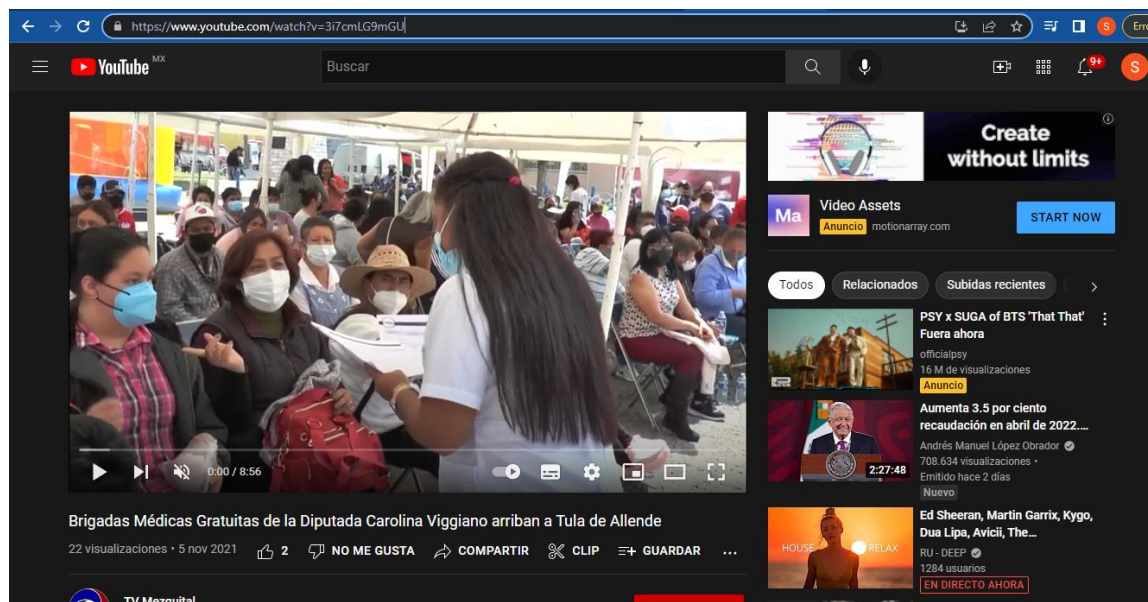 https://www.youtube.com/watch?v=3i7cmLG9mGU
Erro
YouTube MX
Buscar
9+
S
0:00 / 8:56
Brigadas Médicas Gratuitas de la Diputada Carolina Viggiano arriban a Tula de Allende
22 visualizaciones • 5 nov 2021
2
NO ME GUSTA
COMPARTIR
CLIP
GUARDAR
...
TV Mezquital
Create
without limits
Ma
Video Assets
Anuncio motionarray.com
START NOW
Todos
Relacionados
Subidas recientes
PSY x SUGA of BTS 'That That'
Fuera ahora
officialpsy
16 M de visualizaciones
Anuncio
2:27:48
Aumenta 3.5 por ciento
recaudación en abril de 2022....
Andrés Manuel López Obrador
708.634 visualizaciones •
Emitido hace 2 días
Nuevo
HOUSE RELAX
Ed Sheeran, Martin Garrix, Kygo,
Dua Lipa, Avicii, The...
RU - DEEP
1284 usuarios
EN DIRECTO AHORA